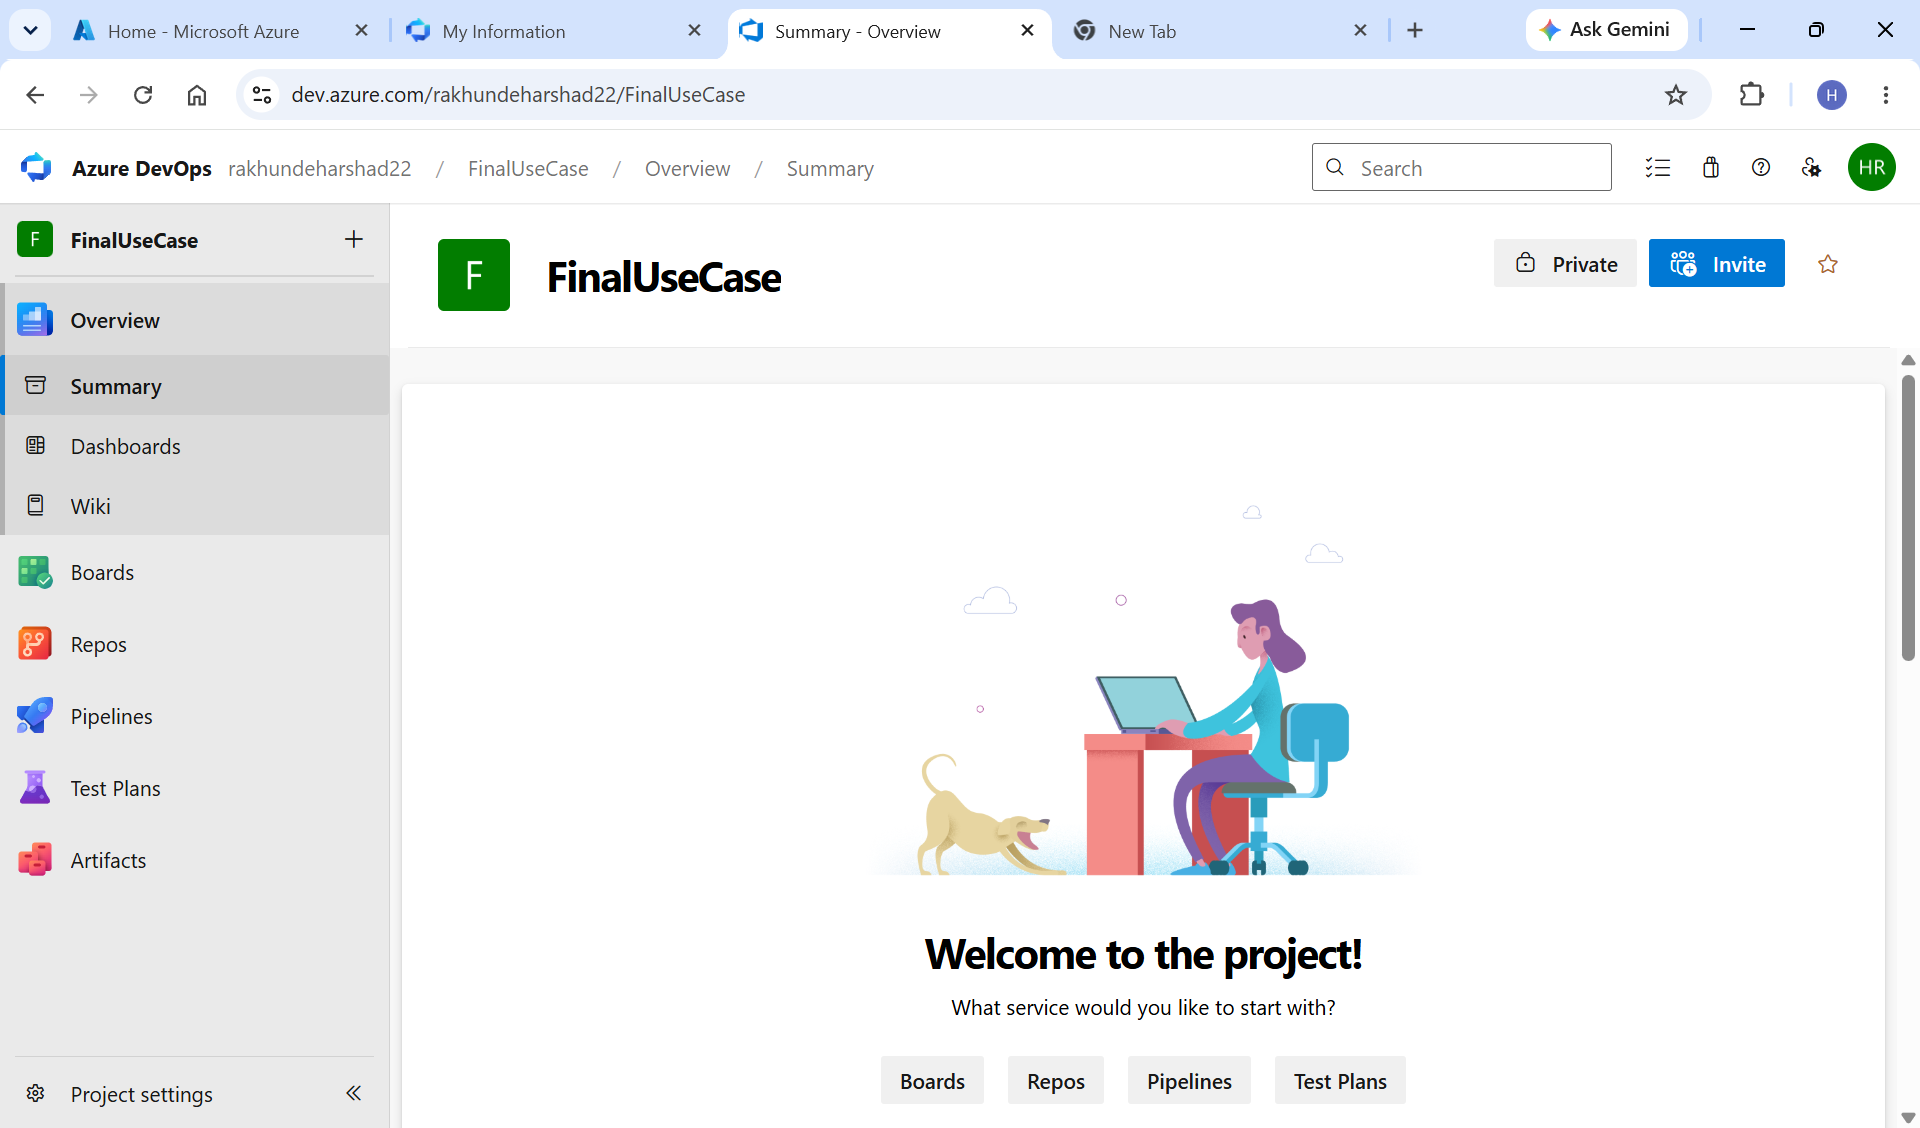 Home - Microsoft Azure
My Information
Summary - Overview
New Tab
Ask Gemini
dev.azure.com/rakhundeharshad22/FinalUseCase
H
Azure DevOps rakhundeharshad22 / FinalUseCase / Overview / Summary
Search
HR
F FinalUseCase
Overview
Summary
Dashboards
Wiki
Boards
Repos
Pipelines
Test Plans
Artifacts
Project settings
F FinalUseCase
Private
Invite
Welcome to the project!
What service would you like to start with?
Boards Repos Pipelines Test Plans